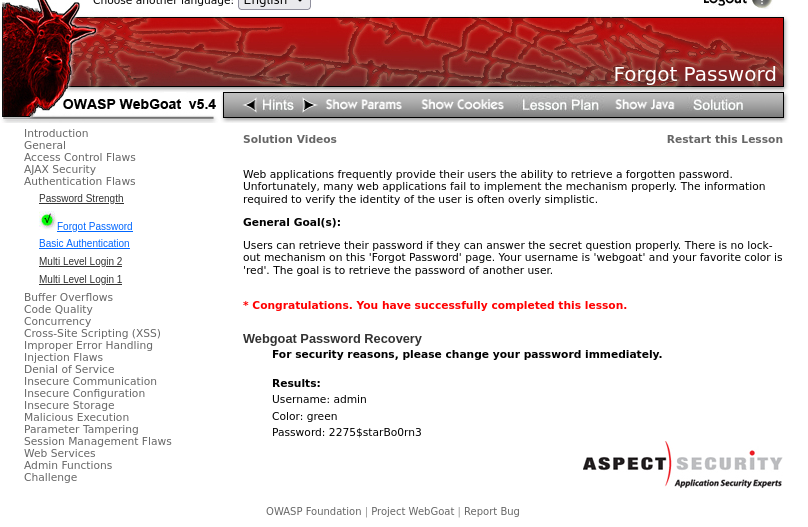 Choose another language: English
Logout ?
Forgot Password
OWASP WebGoat v5.4
Hints Show Params Show Cookies Lesson Plan Show Java Solution
Introduction
General
Access Control Flaws
AJAX Security
Authentication Flaws
Password Strength
Forgot Password
Basic Authentication
Multi Level Login 2
Multi Level Login 1
Buffer Overflows
Code Quality
Concurrency
Cross-Site Scripting (XSS)
Improper Error Handling
Injection Flaws
Denial of Service
Insecure Communication
Insecure Configuration
Insecure Storage
Malicious Execution
Parameter Tampering
Session Management Flaws
Web Services
Admin Functions
Challenge
Solution Videos
Restart this Lesson
Web applications frequently provide their users the ability to retrieve a forgotten password.
Unfortunately, many web applications fail to implement the mechanism properly. The information
required to verify the identity of the user is often overly simplistic.
General Goal(s):
Users can retrieve their password if they can answer the secret question properly. There is no lock-
out mechanism on this 'Forgot Password' page. Your username is 'webgoat' and your favorite color is
'red'. The goal is to retrieve the password of another user.
* Congratulations. You have successfully completed this lesson.
Webgoat Password Recovery
For security reasons, please change your password immediately.
Results:
Username: admin
Color: green
Password: 2275$starBo0rn3
ASPECT SECURITY
Application Security Experts
OWASP Foundation | Project WebGoat | Report Bug